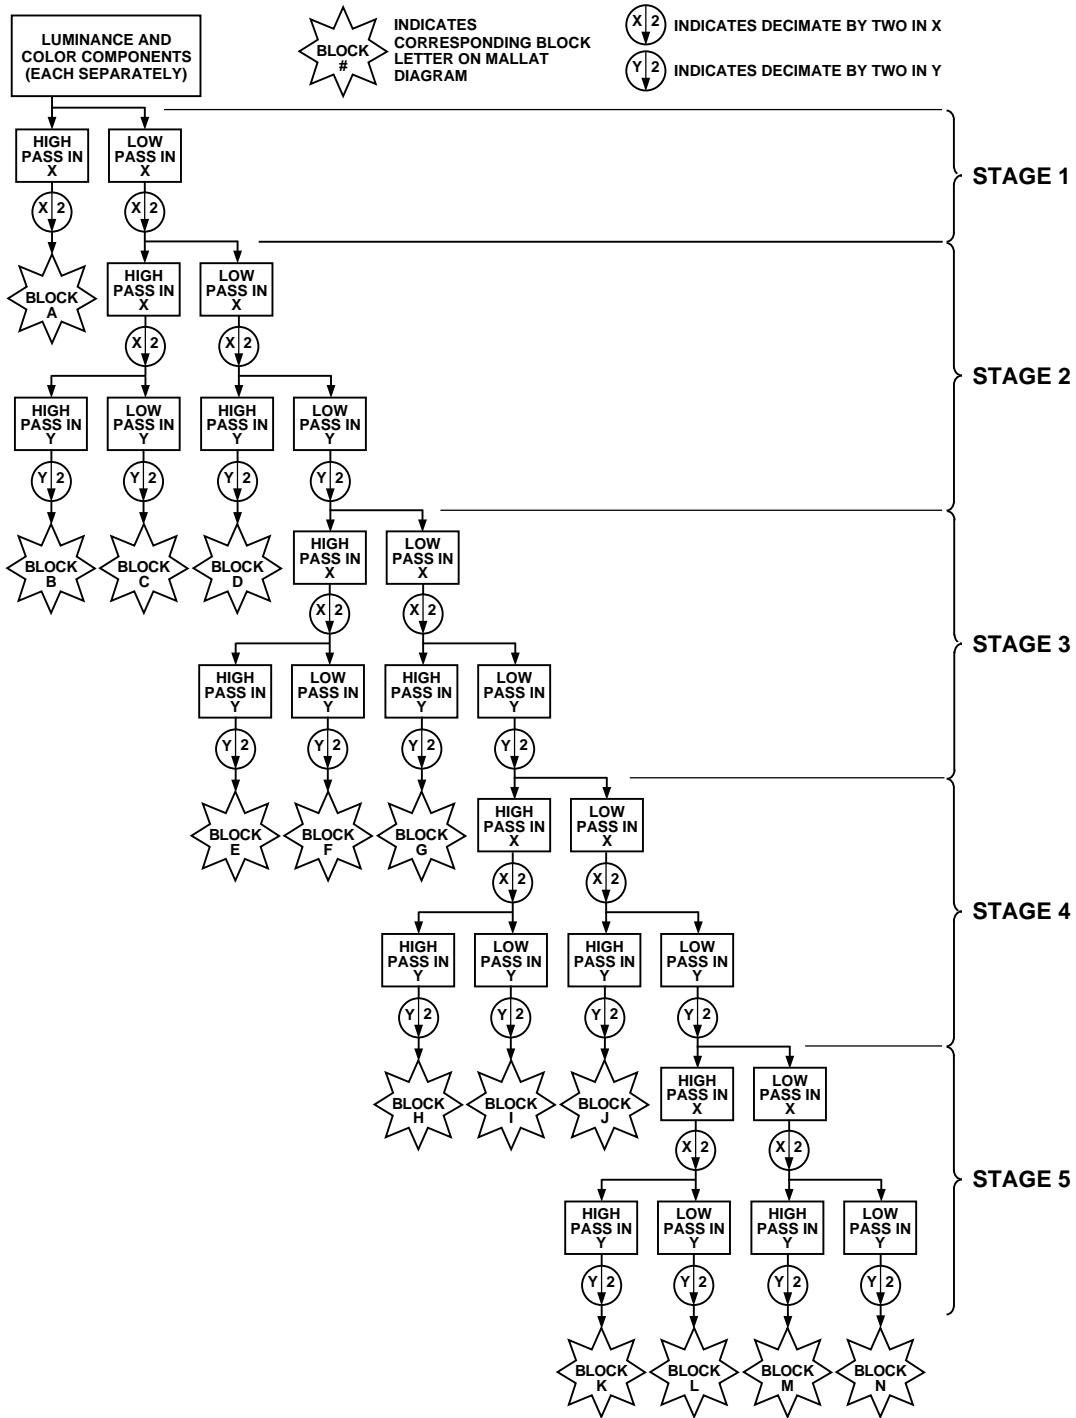 LUMINANCE AND
COLOR COMPONENTS
(EACH SEPARATELY)
BLOCK
#
INDICATES
CORRESPONDING BLOCK
LETTER ON MALLAT
DIAGRAM
X 2 INDICATES DECIMATE BY TWO IN X
Y 2 INDICATES DECIMATE BY TWO IN Y
HIGH
PASS IN
X
LOW
PASS IN
X
STAGE 1
X 2
X 2
BLOCK
A
HIGH
PASS IN
X
LOW
PASS IN
X
X 2
X 2
STAGE 2
HIGH
PASS IN
Y
LOW
PASS IN
Y
HIGH
PASS IN
Y
LOW
PASS IN
Y
Y 2
Y 2
Y 2
Y 2
BLOCK
B
BLOCK
C
BLOCK
D
HIGH
PASS IN
X
LOW
PASS IN
X
X 2
X 2
STAGE 3
HIGH
PASS IN
Y
LOW
PASS IN
Y
HIGH
PASS IN
Y
LOW
PASS IN
Y
Y 2
Y 2
Y 2
Y 2
BLOCK
E
BLOCK
F
BLOCK
G
HIGH
PASS IN
X
LOW
PASS IN
X
X 2
X 2
STAGE 4
HIGH
PASS IN
Y
LOW
PASS IN
Y
HIGH
PASS IN
Y
LOW
PASS IN
Y
Y 2
Y 2
Y 2
Y 2
BLOCK
H
BLOCK
I
BLOCK
J
HIGH
PASS IN
X
LOW
PASS IN
X
X 2
X 2
STAGE 5
HIGH
PASS IN
Y
LOW
PASS IN
Y
HIGH
PASS IN
Y
LOW
PASS IN
Y
Y 2
Y 2
Y 2
Y 2
BLOCK
K
BLOCK
L
BLOCK
M
BLOCK
N